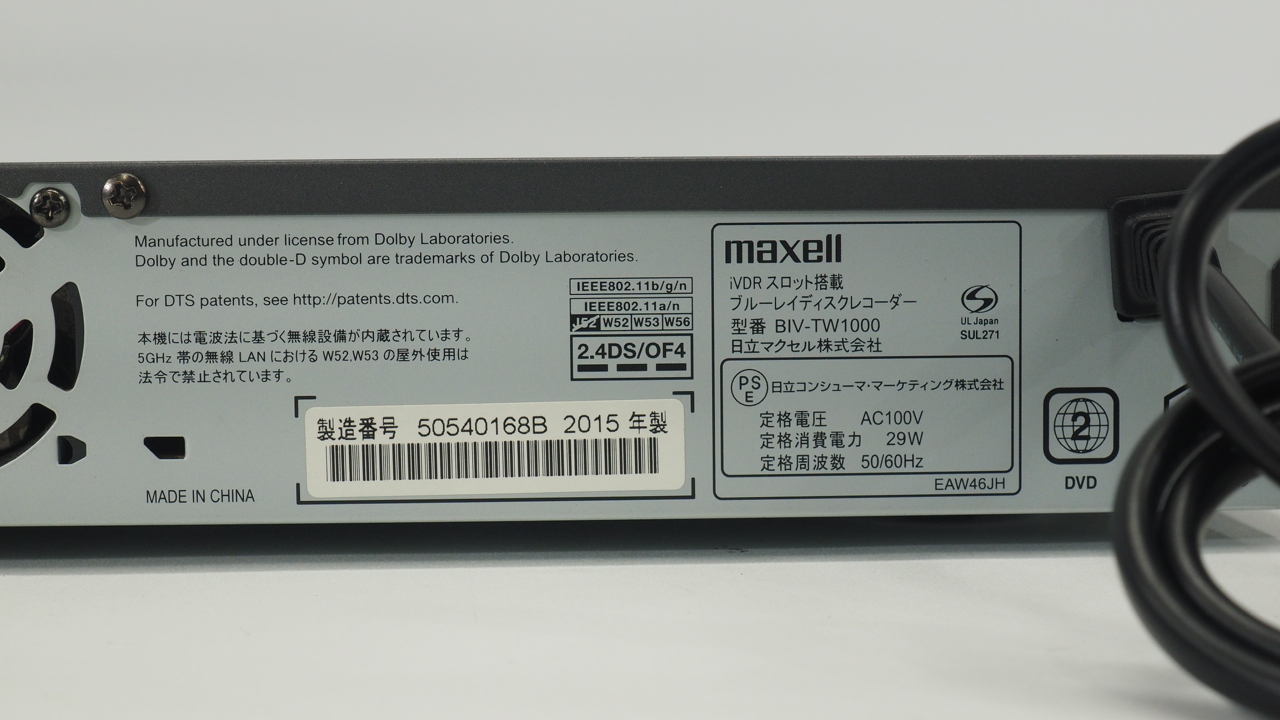 Manufactured under license from Dolby Laboratories.
Dolby and the double-D symbol are trademarks of Dolby Laboratories.
For DTS patents, see http://patents.dts.com.
本機には電波法に基づく無線設備が内蔵されています。
5GHz 帯の無線 LAN における W52,W53 の屋外使用は
法令で禁止されています。
IEEE802.11b/g/n
IEEE802.11a/n
J52 W52 W53 W56
2.4DS/OF4
製造番号 50540168B 2015 年製
MADE IN CHINA
maxell
iVDR スロット搭載
ブルーレイディスクレコーダー
型番 BIV-TW1000
日立マクセル株式会社
S
UL Japan
SUL271
PS
E
日立コンシューマ・マーケティング株式会社
定格電圧 AC100V
定格消費電力 29W
定格周波数 50/60Hz
EAW46JH
2
DVD